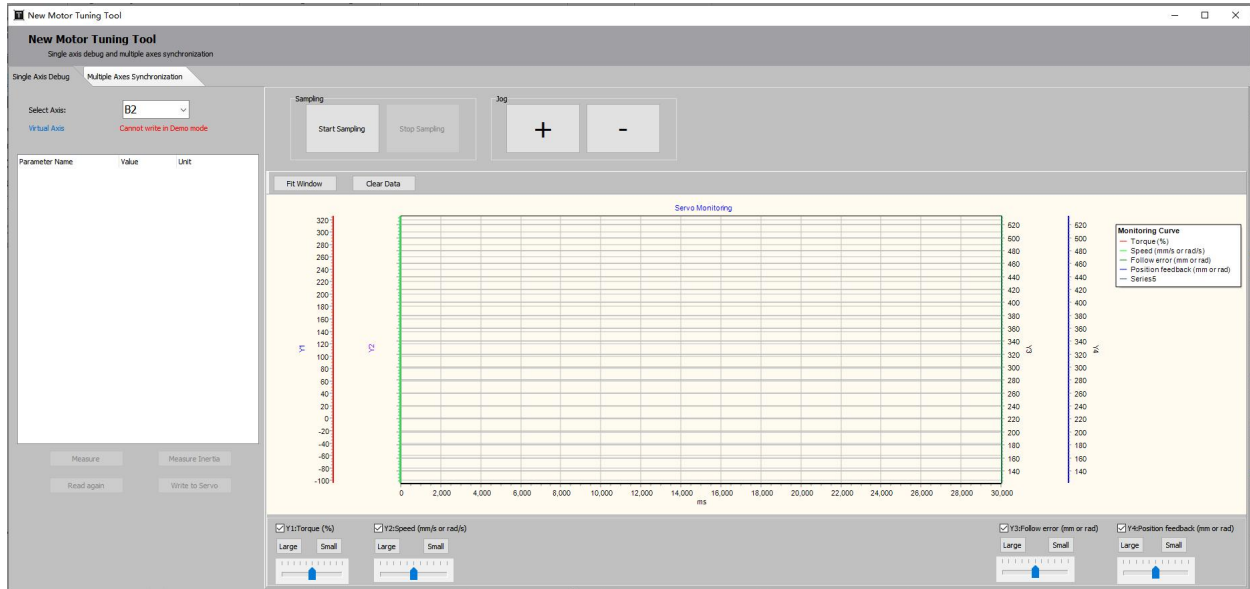 New Motor Tuning Tool
New Motor Tuning Tool
Single axis debug and multiple axes synchronization
Single Axis Debug
Multiple Axes Synchronization
Select Axis:
B2
Virtual Axis
Cannot write in Demo mode
Parameter Name
Value
Unit
Measure
Measure Inertia
Read again
Write to Servo
Sampling
Start Sampling
Stop Sampling
Jog
+
-
Fit Window
Clear Data
Servo Monitoring
320
300
280
260
240
220
200
180
160
140
120
100
80
60
40
20
0
-20
-40
-60
-80
-100
Y1
Y2
0
2,000
4,000
6,000
8,000
10,000
12,000
14,000
16,000
18,000
20,000
22,000
24,000
26,000
28,000
30,000
ms
520
500
480
460
440
420
400
380
360
340
320
300
280
260
240
220
200
180
160
140
Y3
520
500
480
460
440
420
400
380
360
340
320
300
280
260
240
220
200
180
160
140
Y4
Monitoring Curve
Torque (%)
Speed (mm/s or rad/s)
Follow error (mm or rad)
Position feedback (mm or rad)
Series5
Y1:Torque (%)
Large
Small
Y2:Speed (mm/s or rad/s)
Large
Small
Y3:Follow error (mm or rad)
Large
Small
Y4:Position feedback (mm or rad)
Large
Small